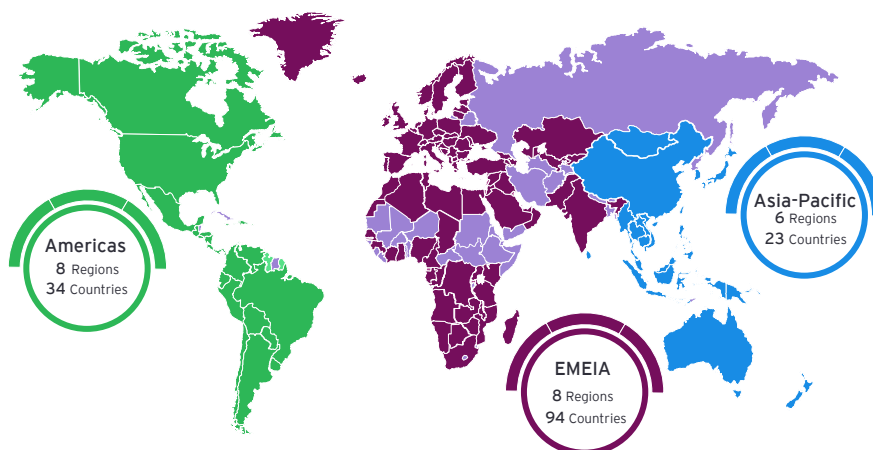 Americas
8 Regions
34 Countries
EMEIA
8 Regions
94 Countries
Asia-Pacific
6 Regions
23 Countries